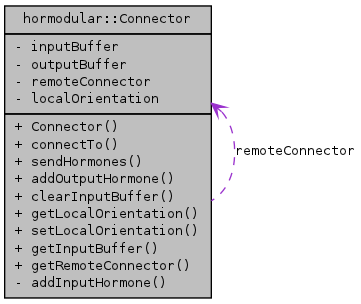 hormodular::Connector
- inputBuffer
- outputBuffer
- remoteConnector
- localOrientation
+ Connector()
+ connectTo()
+ sendHormones()
+ addOutputHormone()
+ clearInputBuffer()
+ getLocalOrientation()
+ setLocalOrientation()
+ getInputBuffer()
+ getRemoteConnector()
- addInputHormone()
remoteConnector